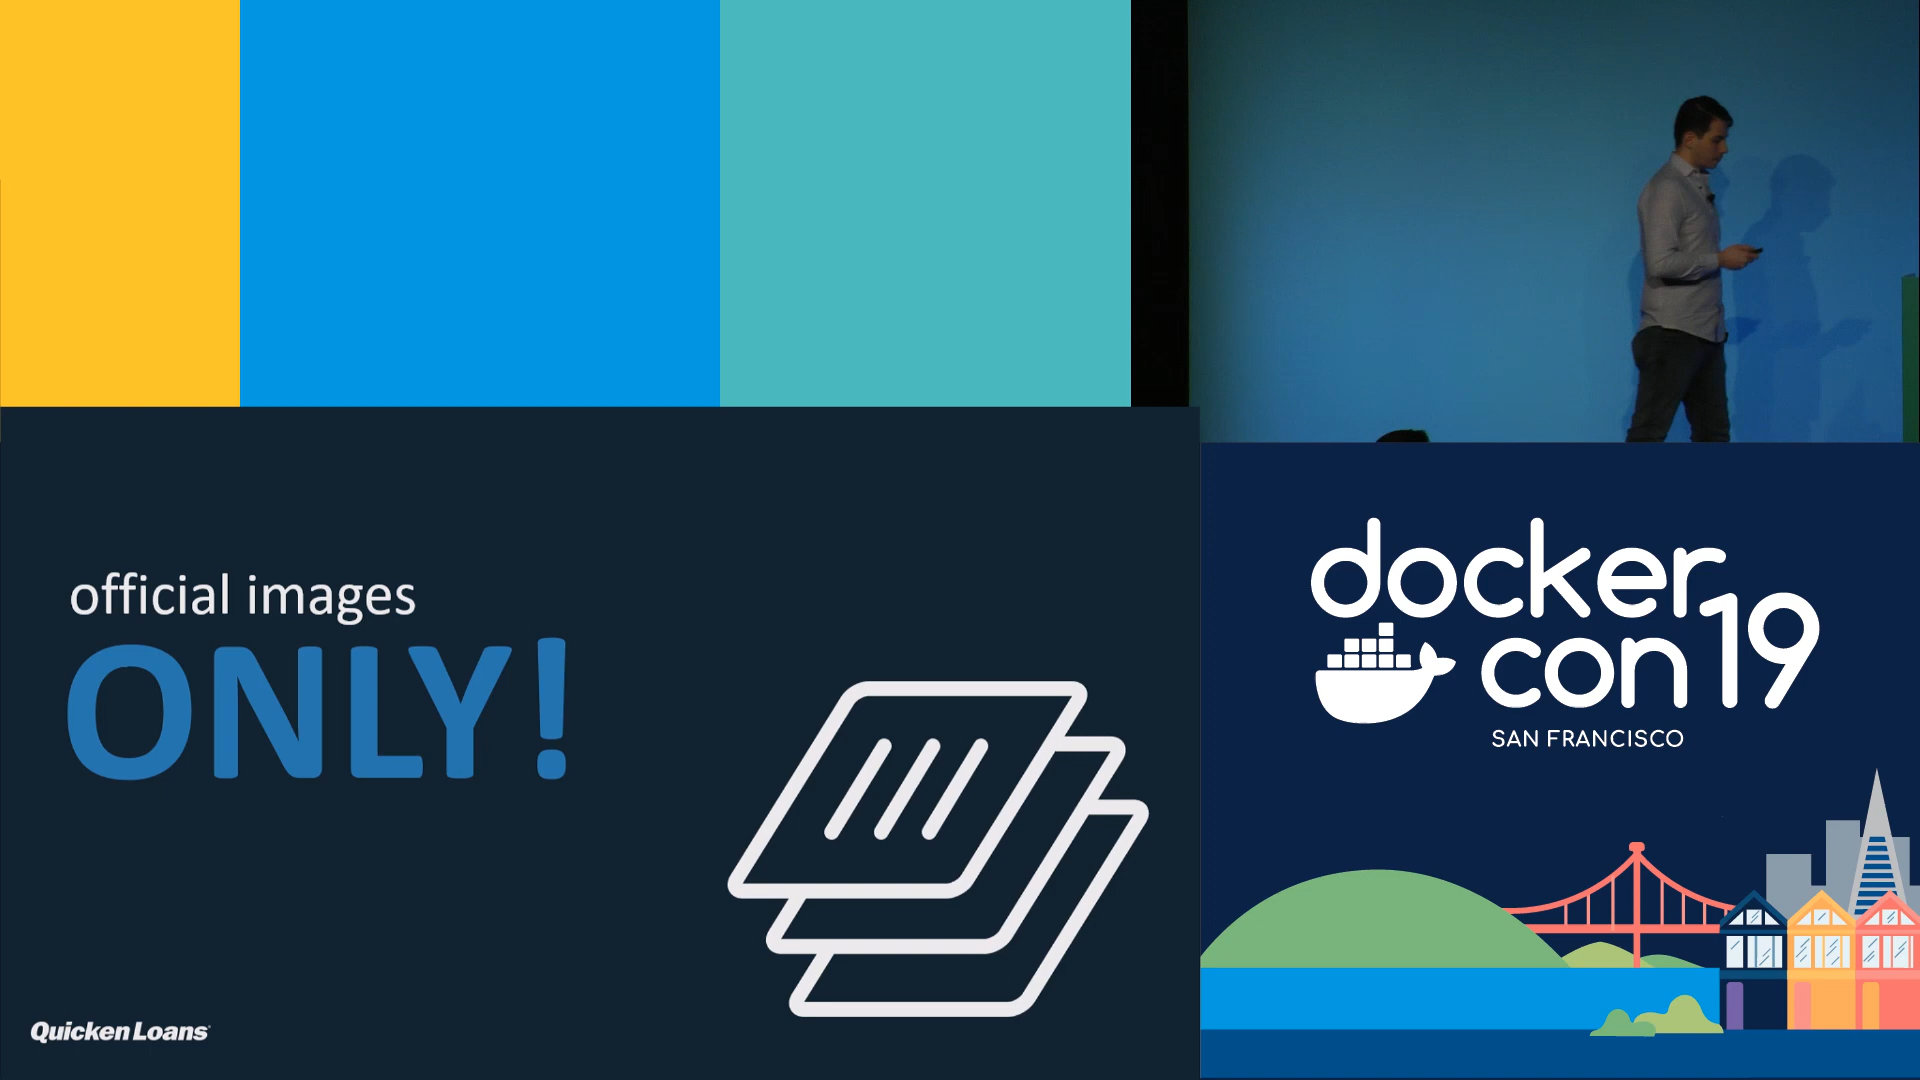 official images
ONLY!
Quicken Loans
docker
con 19
SAN FRANCISCO